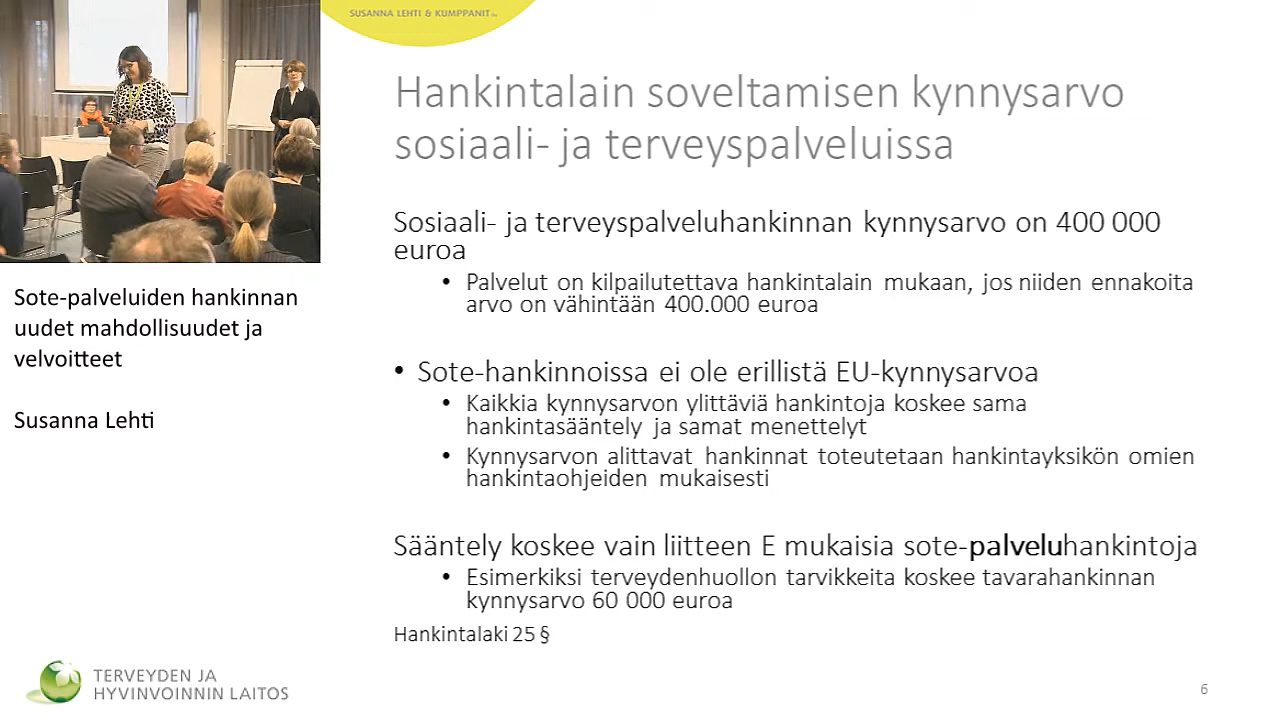 SUSANNA LEHTI & KUMPPANIT
Hankintalain soveltamisen kynnysarvo
sosiaali- ja terveyspalveluissa
Sosiaali- ja terveyspalveluhankinnan kynnysarvo on 400 000
euroa
• Palvelut on kilpailutettava hankintalain mukaan, jos niiden ennakoita
arvo on vähintään 400.000 euroa
• Sote-hankinnoissa ei ole erillistä EU-kynnysarvoa
• Kaikkia kynnysarvon ylittäviä hankintoja koskee sama
hankintasääntely ja samat menettelyt
• Kynnysarvon alittavat hankinnat toteutetaan hankintayksikön omien
hankintaohjeiden mukaisesti
Sääntely koskee vain liitteen E mukaisia sote-palveluhankintoja
• Esimerkiksi terveydenhuollon tarvikkeita koskee tavarahankinnan
kynnysarvo 60 000 euroa
Hankintalaki 25 §
Sote-palveluiden hankinnan
uudet mahdollisuudet ja
velvoitteet
Susanna Lehti
TERVEYDEN JA
HYVINVOINNIN LAITOS
6